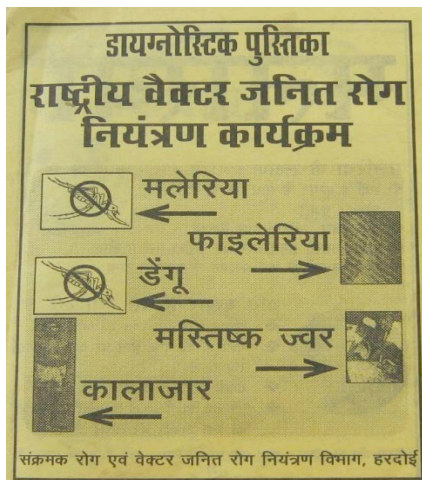 डायग्नोस्टिक पुस्तिका
राष्ट्रीय वैक्टर जनित रोग
नियंत्रण कार्यक्रम
मलेरिया
फाइलेरिया
डेंगू
मस्तिष्क ज्वर
कालाजार
संक्रमक रोग एवं वेक्टर जनित रोग नियंत्रण विभाग, हरदोई